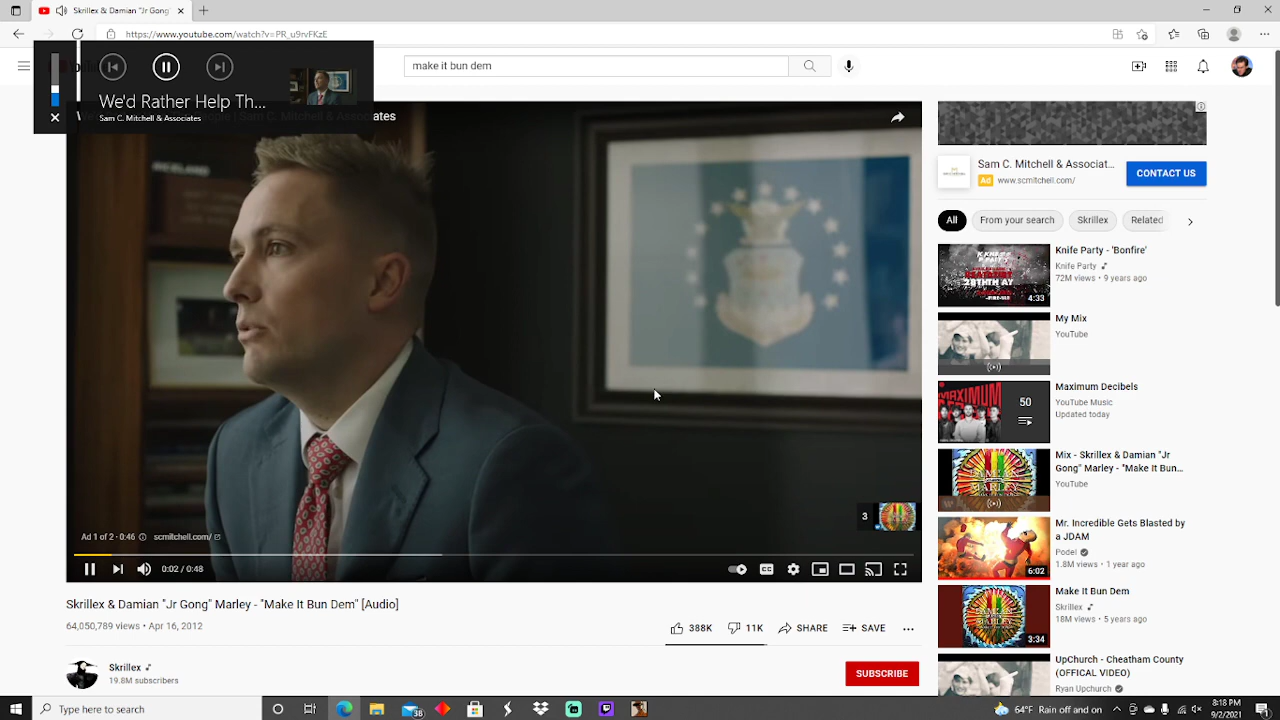 Skrillex & Damian "Jr Gong"
https://www.youtube.com/watch?v=PR_u9rvFKzE
make it bun dem
We'd Rather Help Th...
Sam C. Mitchell & Associates
Sam C. Mitchell & Associates
Ad 1 of 2 · 0:46
scmitchell.com/
3
0:02 / 0:48
Skrillex & Damian "Jr Gong" Marley - "Make It Bun Dem" [Audio]
64,050,789 views • Apr 16, 2012
388K
11K
SHARE
SAVE
Skrillex
19.8M subscribers
SUBSCRIBE
Sam C. Mitchell & Associat...
Ad www.scmitchell.com/
CONTACT US
All
From your search
Skrillex
Related
Knife Party - 'Bonfire'
Knife Party
72M views • 9 years ago
4:33
My Mix
YouTube
Maximum Decibels
YouTube Music
Updated today
MAXIMUM
50
Mix - Skrillex & Damian "Jr
Gong" Marley - "Make It Bun...
YouTube
MARLEY
Mr. Incredible Gets Blasted by
a JDAM
Podel
1.8M views • 1 year ago
6:02
Make It Bun Dem
Skrillex
18M views • 5 years ago
MARLEY
3:34
UpChurch - Cheatham County
(OFFICAL VIDEO)
Ryan Upchurch
Type here to search
38
64°F Rain off and on
8:18 PM
9/2/2021